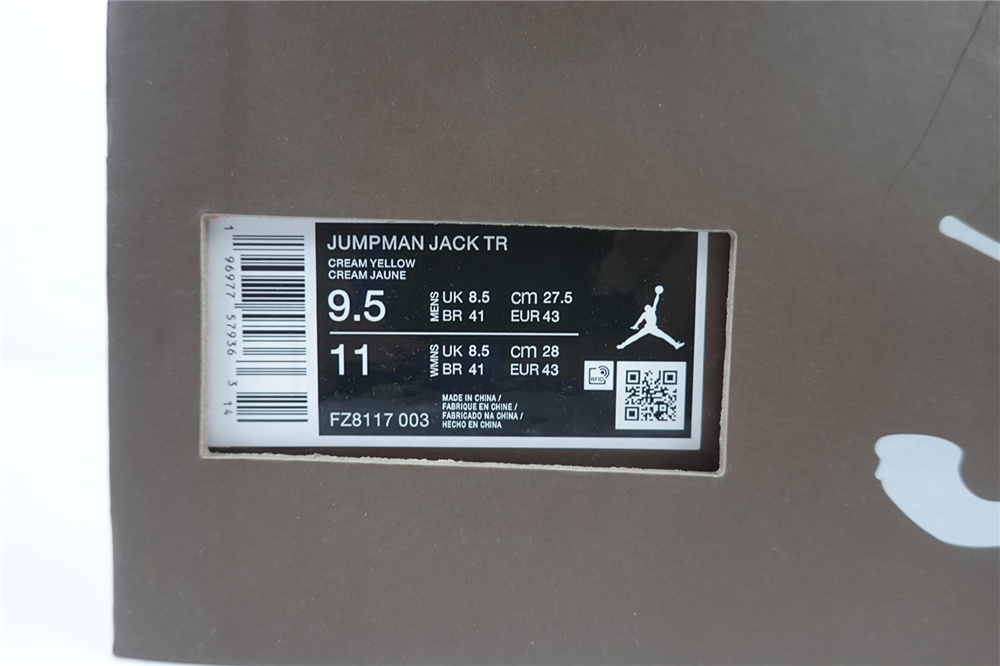 1 96977 57936 3 14
JUMPMAN JACK TR
CREAM YELLOW
CREAM JAUNE
9.5 MENS UK 8.5 cm 27.5
BR 41 EUR 43
11 WMNS UK 8.5 cm 28
BR 41 EUR 43
RFID
FZ8117 003
MADE IN CHINA /
FABRIQUE EN CHINE /
FABRICADO NA CHINA /
HECHO EN CHINA